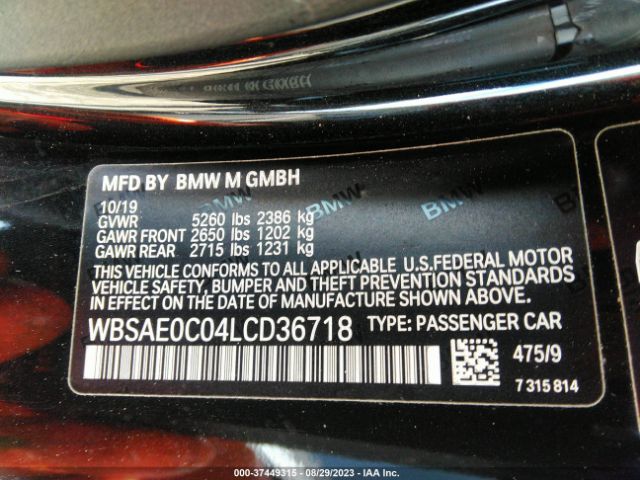 MFD BY BMW M GMBH
10/19
GVWR 5260 lbs 2386 kg
GAWR FRONT 2650 lbs 1202 kg
GAWR REAR 2715 lbs 1231 kg
THIS VEHICLE CONFORMS TO ALL APPLICABLE U.S.FEDERAL MOTOR
VEHICLE SAFETY, BUMPER AND THEFT PREVENTION STANDARDS
IN EFFECT ON THE DATE OF MANUFACTURE SHOWN ABOVE.
WBSAE0C04LCD36718 TYPE: PASSENGER CAR
475/9
7 315 814
BMW
BMW
BMW
000-37449315 - 08/29/2023 - IAA Inc.